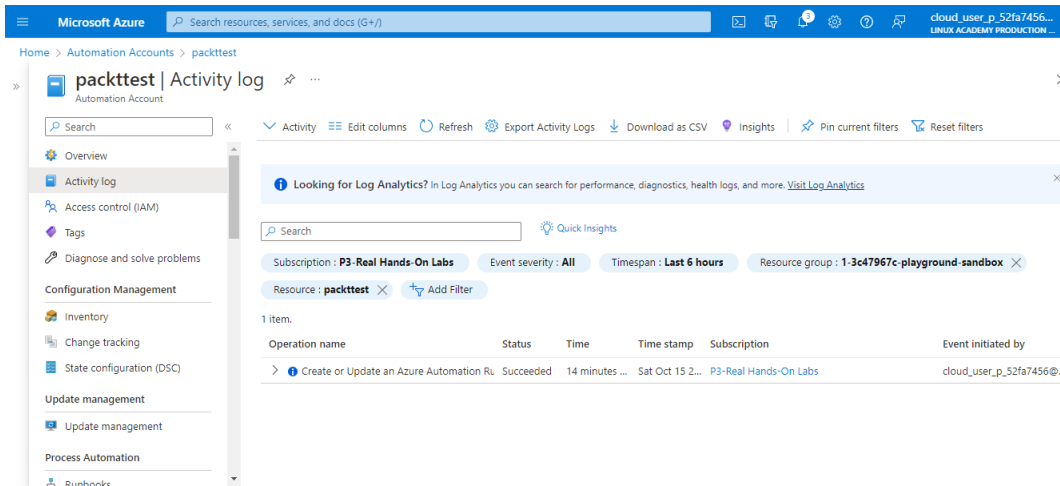 Microsoft Azure
Search resources, services, and docs (G+/)
3
cloud_user_p_52fa7456...
LINUX ACADEMY PRODUCTION ...
Home > Automation Accounts > packttest
packttest | Activity log
Automation Account
Search
Overview
Activity log
Access control (IAM)
Tags
Diagnose and solve problems
Configuration Management
Inventory
Change tracking
State configuration (DSC)
Update management
Update management
Process Automation
Runbooks
Activity Edit columns Refresh Export Activity Logs Download as CSV Insights Pin current filters Reset filters
Looking for Log Analytics? In Log Analytics you can search for performance, diagnostics, health logs, and more. Visit Log Analytics
Search Quick Insights
Subscription : P3-Real Hands-On Labs Event severity : All Timespan : Last 6 hours Resource group : 1-3c47967c-playground-sandbox
Resource : packttest Add Filter
1 item.
Operation name Status Time Time stamp Subscription Event initiated by
Create or Update an Azure Automation Ru Succeeded 14 minutes ... Sat Oct 15 2... P3-Real Hands-On Labs cloud_user_p_52fa7456@.